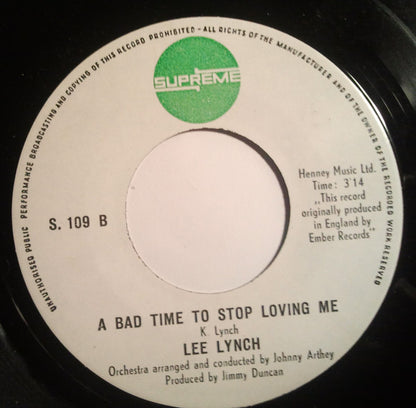 UNAUTHORISED PUBLIC PERFORMANCE BROADCASTING AND COPYING OF THIS RECORD PROHIBITED - ALL RIGHTS OF THE MANUFACTURER AND OF THE OWNER OF THE RECORDED WORK RESERVED
SUPREME
S. 109 B
Henney Music Ltd.
Time: 3'14
„This record
originally produced
in England by
Ember Records"
A BAD TIME TO STOP LOVING ME
K. Lynch
LEE LYNCH
Orchestra arranged and conducted by Johnny Arthey
Produced by Jimmy Duncan